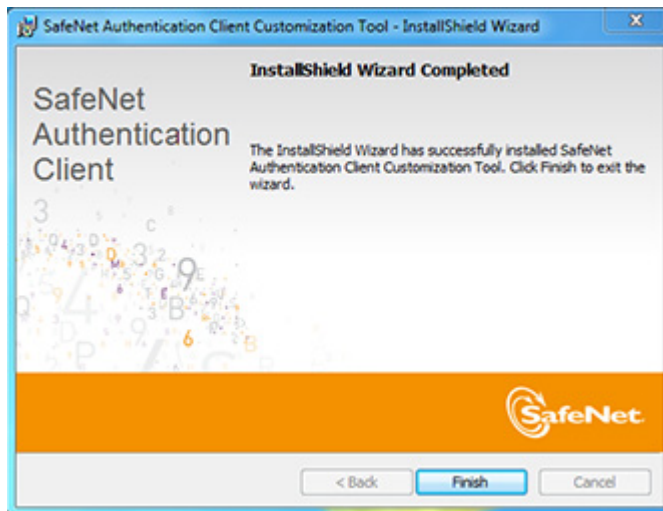 SafeNet Authentication Client Customization Tool - InstallShield Wizard
InstallShield Wizard Completed
SafeNet
Authentication
Client
The InstallShield Wizard has successfully installed SafeNet
Authentication Client Customization Tool. Click Finish to exit the
wizard.
SafeNet.
< Back
Finish
Cancel